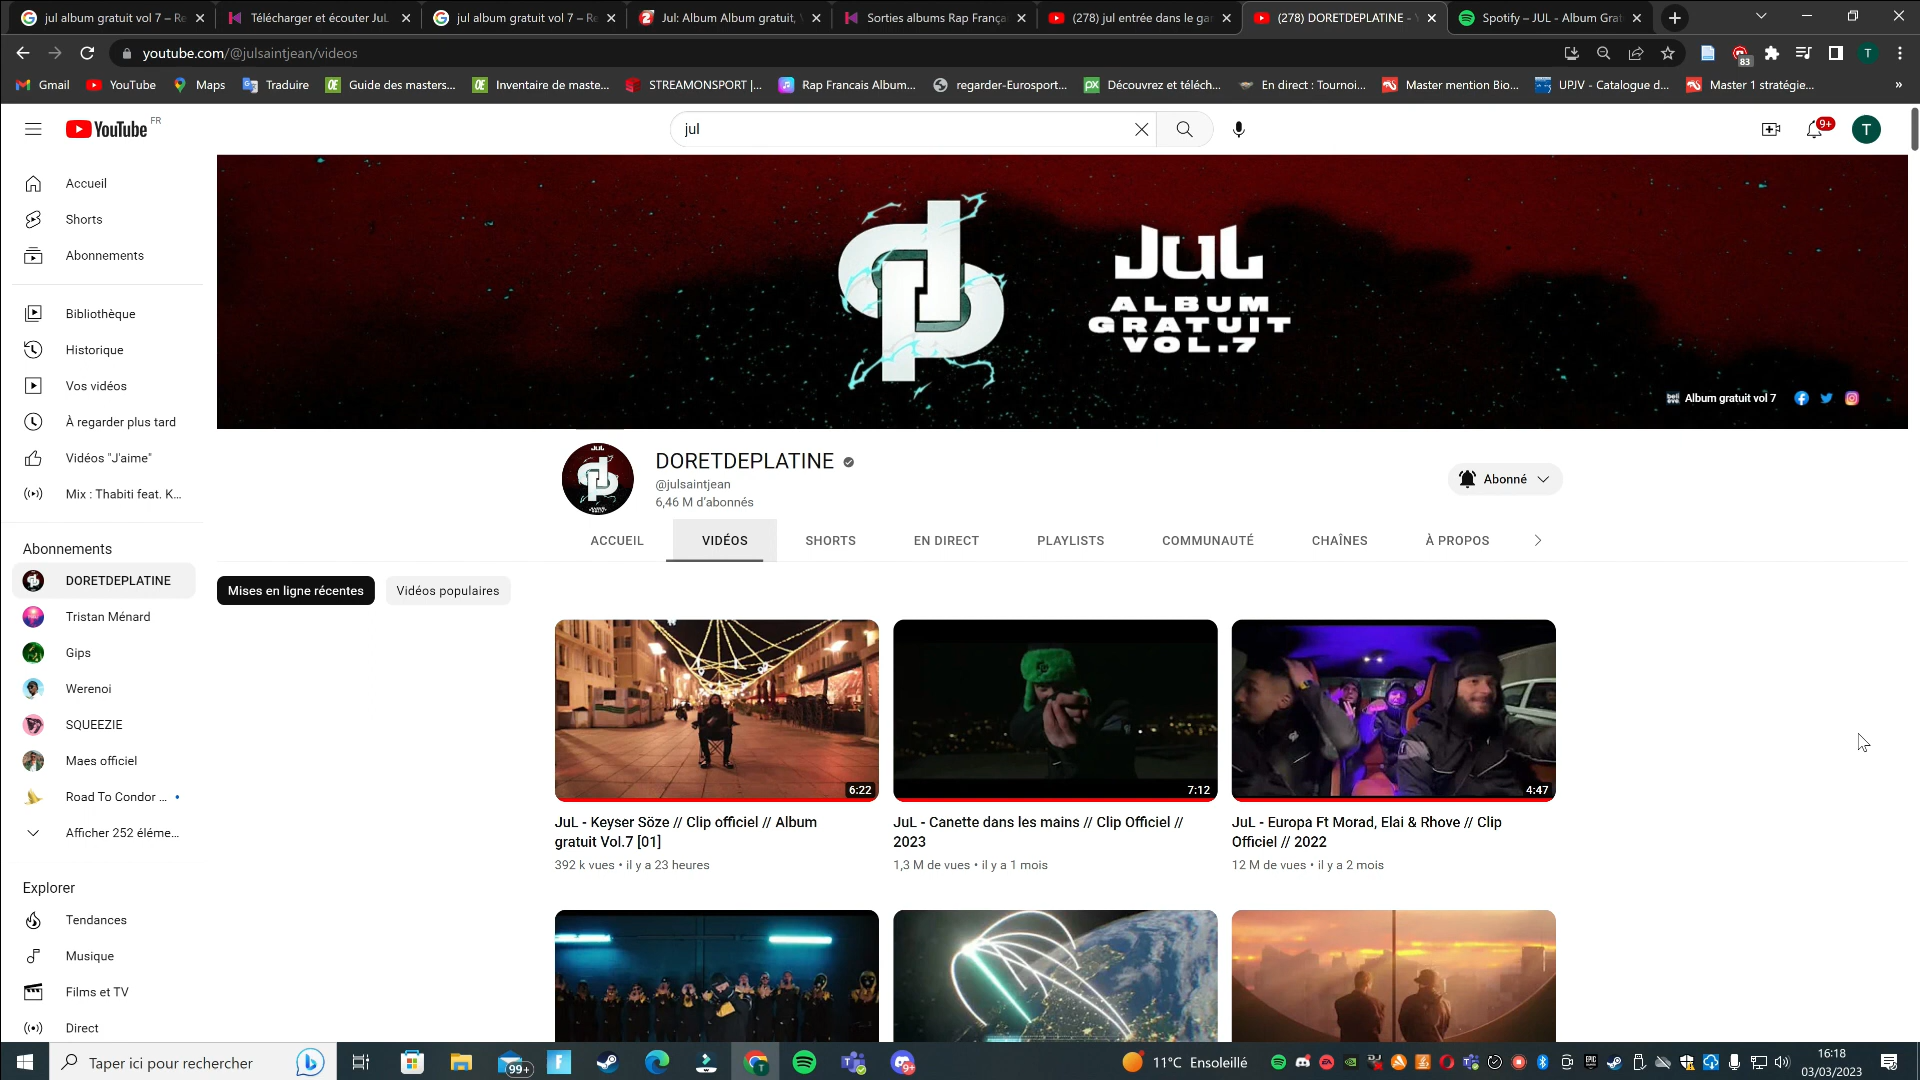 jul album gratuit vol 7 – Re
Télécharger et écouter JuL
jul album gratuit vol 7 – Re
Jul: Album Album gratuit,
Sorties albums Rap França
(278) jul entrée dans le gar
(278) DORETDEPLATINE - Y
Spotify – JUL - Album Grat
youtube.com/@julsaintjean/videos
83
T
Gmail
YouTube
Maps
Traduire
Guide des masters...
Inventaire de maste...
STREAMONSPORT |...
Rap Francais Album...
regarder-Eurosport...
Découvrez et téléch...
En direct : Tournoi...
Master mention Bio...
UPJV - Catalogue d...
Master 1 stratégie...
»
YouTube FR
jul
9+
T
Accueil
Shorts
Abonnements
Bibliothèque
Historique
Vos vidéos
À regarder plus tard
Vidéos "J'aime"
Mix : Thabiti feat. K...
Abonnements
DORETDEPLATINE
Tristan Ménard
Gips
Werenoi
SQUEEZIE
Maes officiel
Road To Condor ...
Afficher 252 éléme...
Explorer
Tendances
Musique
Films et TV
Direct
JUL
ALBUM
GRATUIT
VOL.7
Album gratuit vol 7
DORETDEPLATINE
@julsaintjean
6,46 M d'abonnés
Abonné
ACCUEIL
VIDÉOS
SHORTS
EN DIRECT
PLAYLISTS
COMMUNAUTÉ
CHAÎNES
À PROPOS
Mises en ligne récentes
Vidéos populaires
6:22
7:12
4:47
JuL - Keyser Söze // Clip officiel // Album
gratuit Vol.7 [01]
392 k vues • il y a 23 heures
JuL - Canette dans les mains // Clip Officiel //
2023
1,3 M de vues • il y a 1 mois
JuL - Europa Ft Morad, Elai & Rhove // Clip
Officiel // 2022
12 M de vues • il y a 2 mois
Taper ici pour rechercher
99+
9+
11°C Ensoleillé
16:18
03/03/2023